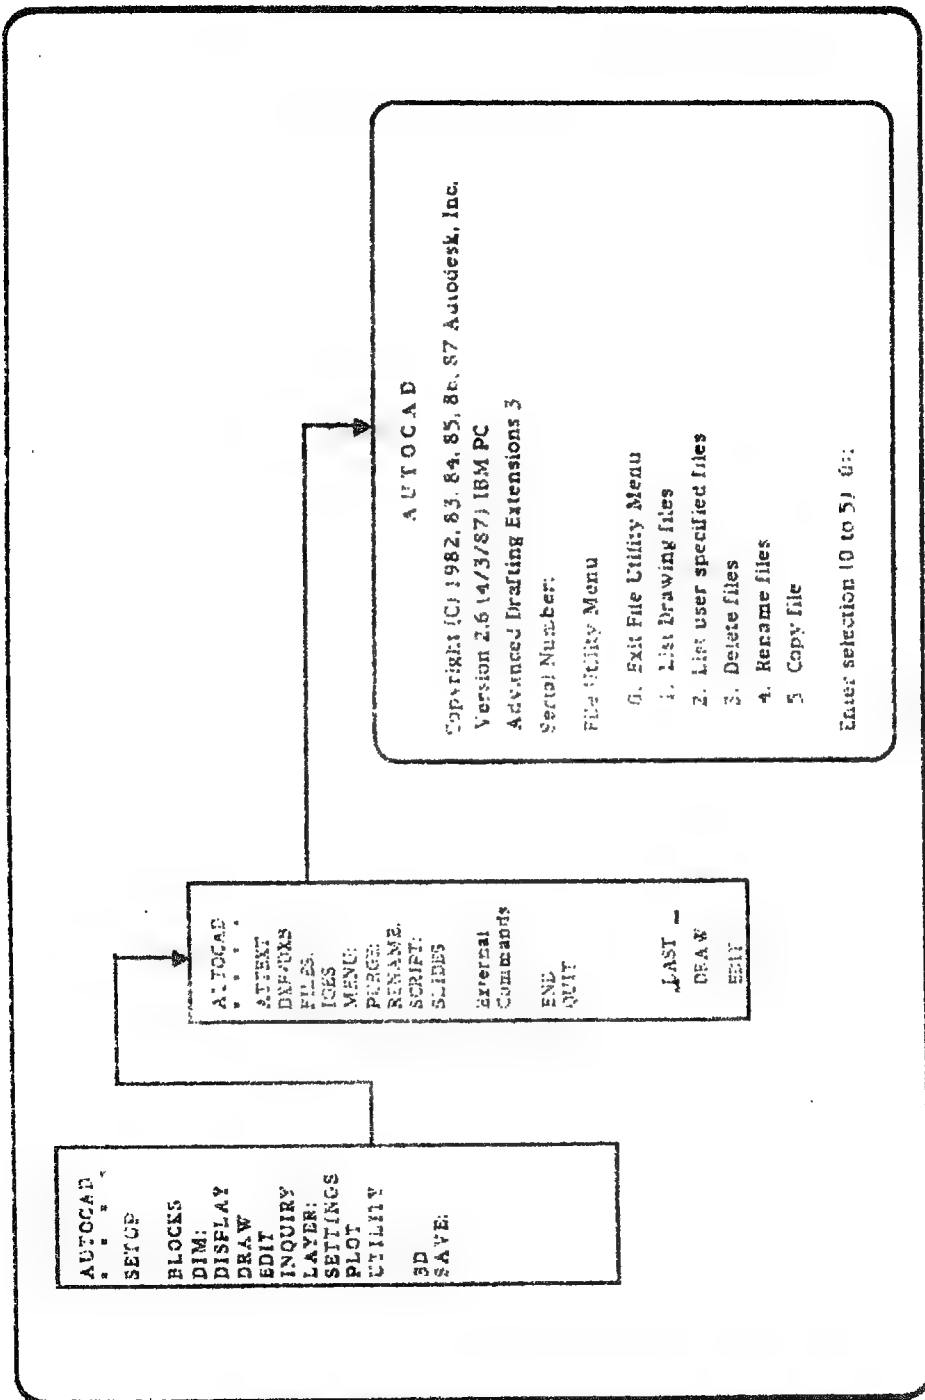 AUTOCAD
* * * *
SETUP
BLOCKS
DIM:
DISPLAY
DRAW
EDIT
INQUIRY
LAYER:
SETTINGS
PLOT
UTILITY
3D
SAVE:
AUTOCAD
* * * *
ATTEXT
DXF/DXB
FILES:
IGES
MENU:
PURGE:
RENAME:
SCRIPT:
SLIDES
External
Commands
END
QUIT
LAST
DRAW
EDIT
AUTOCAD
Copyright (C) 1982, 83, 84, 85, 86, 87 Autodesk, Inc.
Version 2.6 (4/3/87) IBM PC
Advanced Drafting Extensions 3
Serial Number:
File Utility Menu
0. Exit File Utility Menu
1. List Drawing files
2. List user specified files
3. Delete files
4. Rename files
5 Copy file
Enter selection (0 to 5) 0: